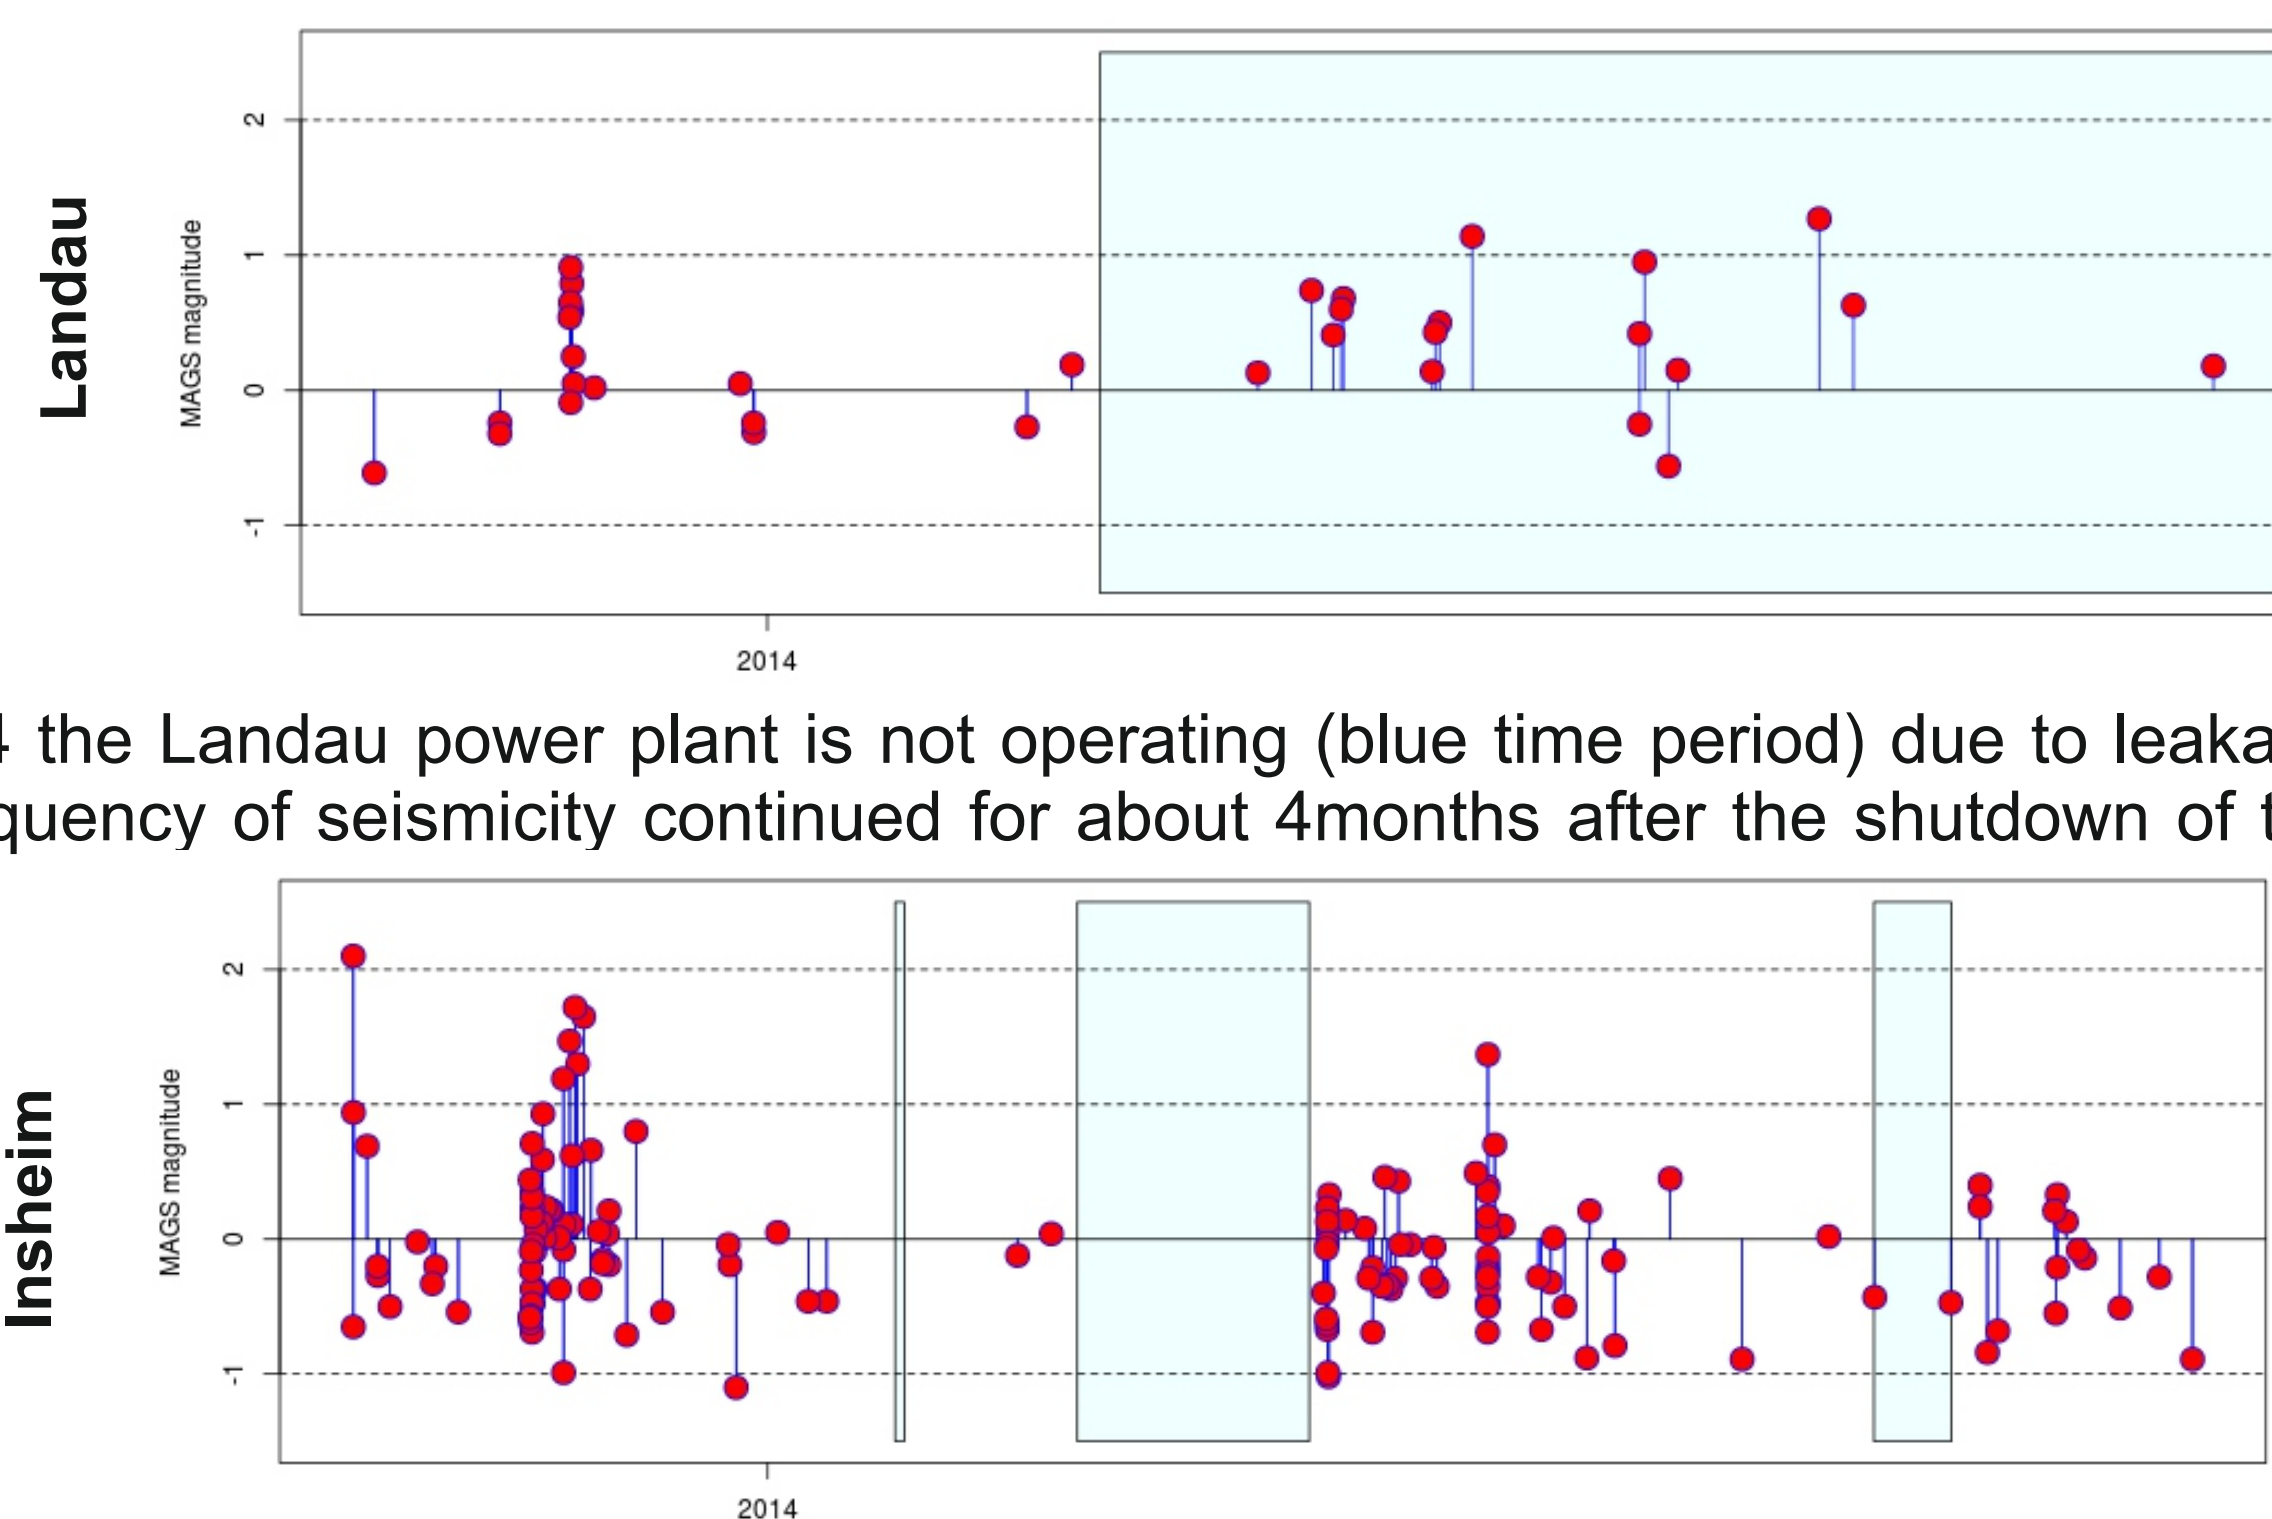 Landau
MAGS magnitude
2
1
0
-1
2014
4 the Landau power plant is not operating (blue time period) due to leaka
quency of seismicity continued for about 4months after the shutdown of t
Insheim
MAGS magnitude
2
1
0
-1
2014